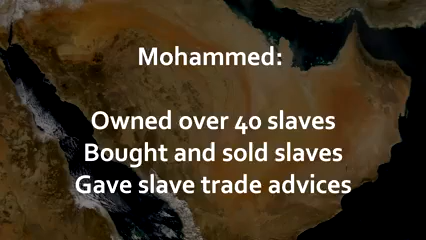 Mohammed:
Owned over 40 slaves
Bought and sold slaves
Gave slave trade advices